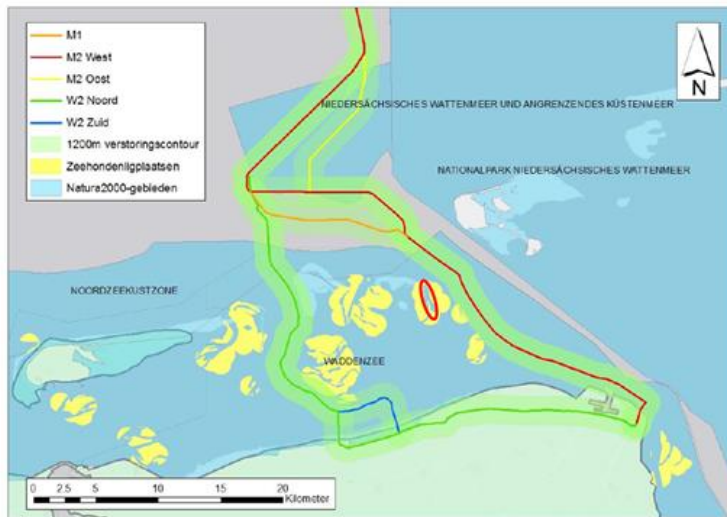 M1
M2 West
M2 Oost
W2 Noord
W2 Zuid
1200m verstoringscontour
Zeehondenligplaatsen
Natura2000-gebieden
N
NIEDERSÄCHSISCHES WATTENMEER UND ANGRENZENDES KÜSTENMEER
NATIONALPARK NIEDERSÄCHSISCHES WATTENMEER
NOORDZEEKUSTZONE
WADDENZEE
0 2.5 5 10 15 20
Kilometer